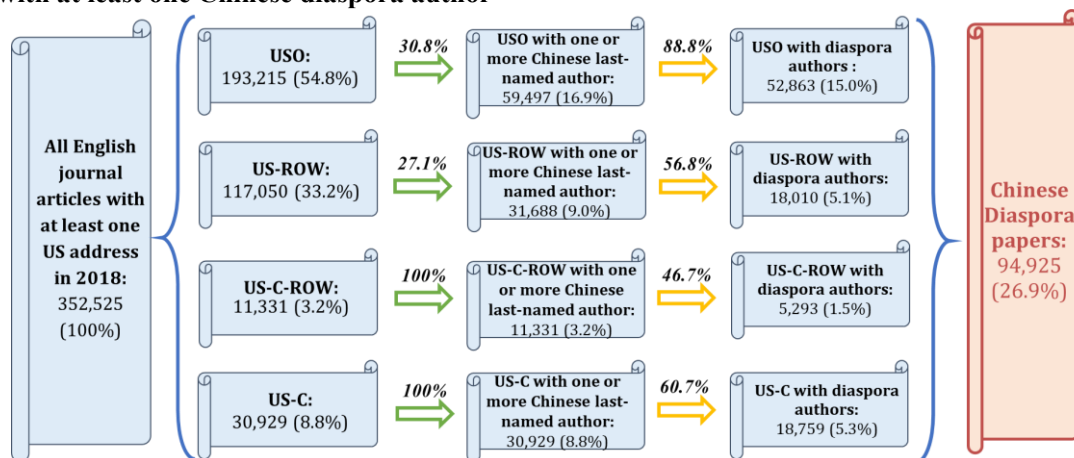 with at least one Chinese diaspora author
All English
journal
articles with
at least one
US address
in 2018:
352,525
(100%)
USO:
193,215 (54.8%)
30.8%
USO with one or
more Chinese last-
named author:
59,497 (16.9%)
88.8%
USO with diaspora
authors :
52,863 (15.0%)
US-ROW:
117,050 (33.2%)
27.1%
US-ROW with one or
more Chinese last-
named author:
31,688 (9.0%)
56.8%
US-ROW with
diaspora authors:
18,010 (5.1%)
US-C-ROW:
11,331 (3.2%)
100%
US-C-ROW with one
or more Chinese
last-named author:
11,331 (3.2%)
46.7%
US-C-ROW with
diaspora authors:
5,293 (1.5%)
US-C:
30,929 (8.8%)
100%
US-C with one or
more Chinese last-
named author:
30,929 (8.8%)
60.7%
US-C with diaspora
authors:
18,759 (5.3%)
Chinese
Diaspora
papers:
94,925
(26.9%)